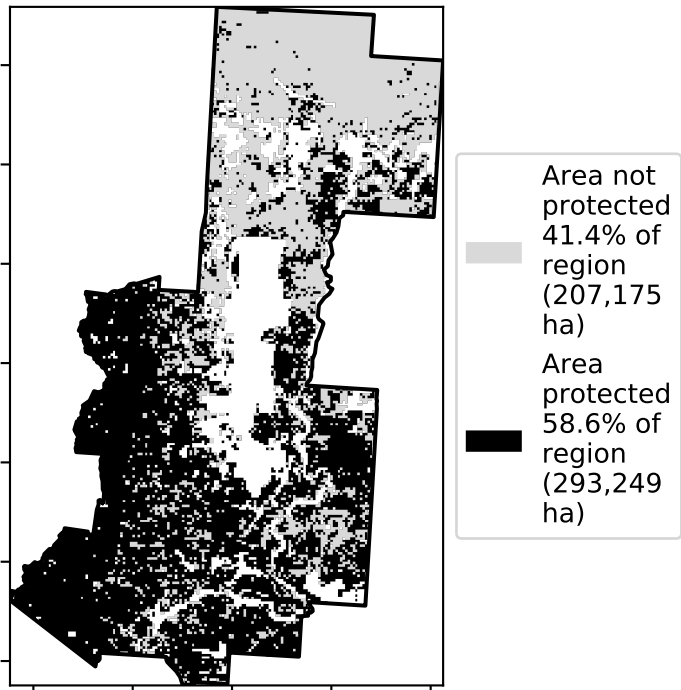 Area not
protected
41.4% of
region
(207,175
ha)
Area
protected
58.6% of
region
(293,249
ha)